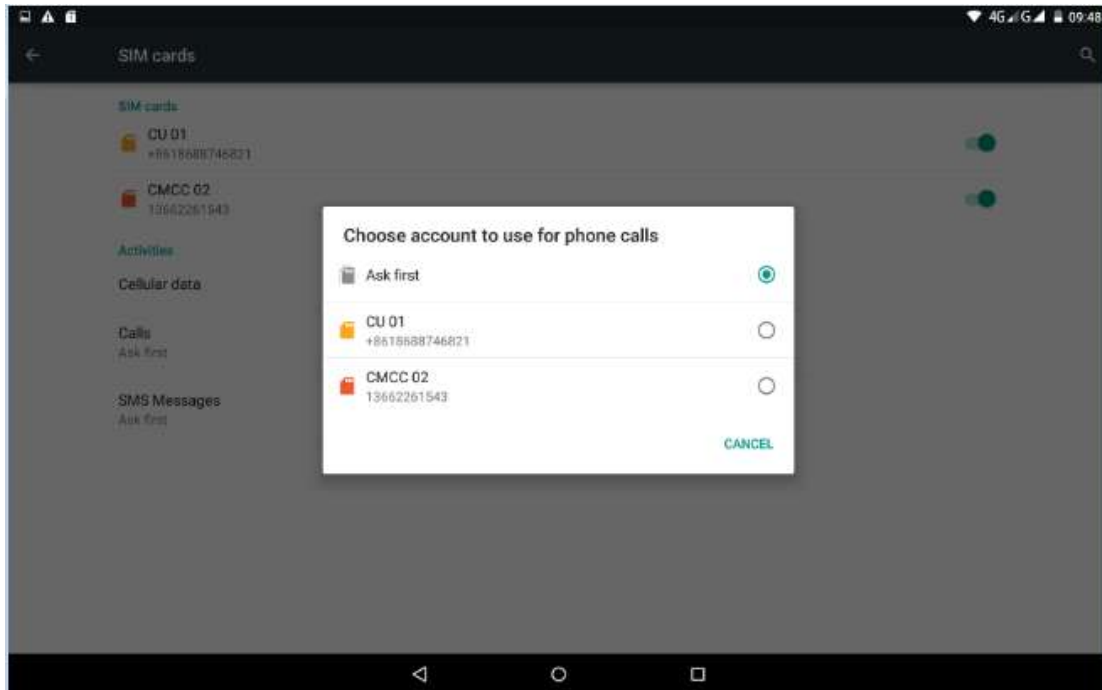 4G G 09:48
SIM cards
SIM cards
CU 01
+8618688746821
CMCC 02
13662261543
Activities
Cellular data
Calls
Ask first
SMS Messages
Ask first
Choose account to use for phone calls
Ask first
CU 01
+8618688746821
CMCC 02
13662261543
CANCEL